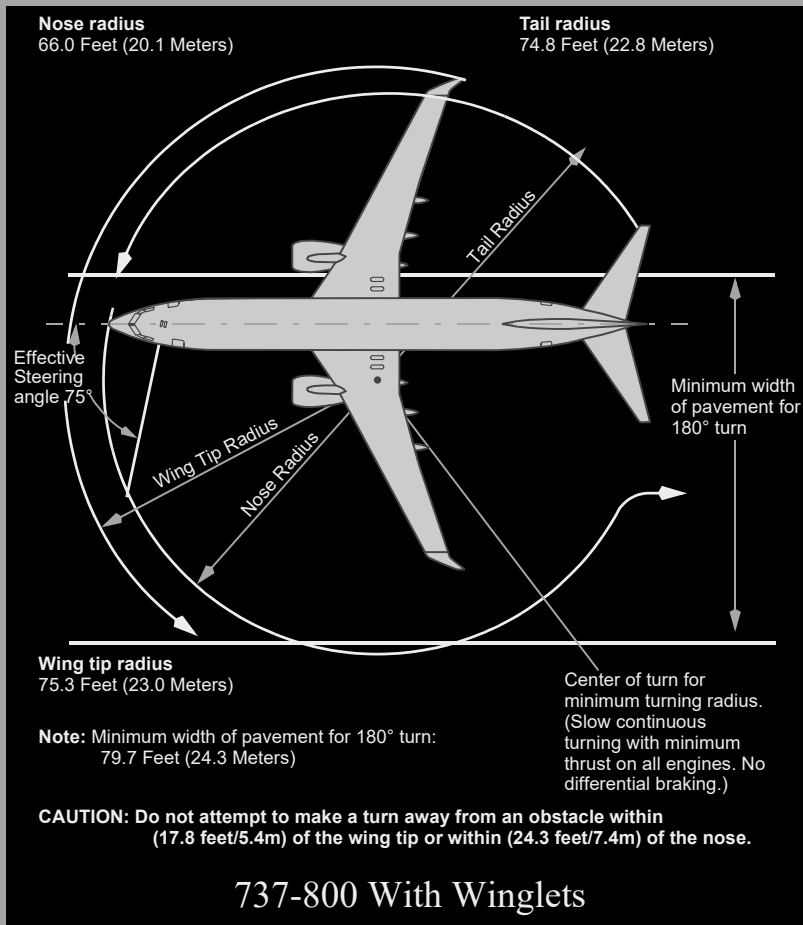 Nose radius
66.0 Feet (20.1 Meters)
Tail radius
74.8 Feet (22.8 Meters)
Tail Radius
Effective
Steering
angle 75°
Minimum width
of pavement for
180° turn
Wing Tip Radius
Nose Radius
Wing tip radius
75.3 Feet (23.0 Meters)
Center of turn for
minimum turning radius.
(Slow continuous
turning with minimum
thrust on all engines. No
differential braking.)
Note: Minimum width of pavement for 180° turn:
79.7 Feet (24.3 Meters)
CAUTION: Do not attempt to make a turn away from an obstacle within
(17.8 feet/5.4m) of the wing tip or within (24.3 feet/7.4m) of the nose.
737-800 With Winglets